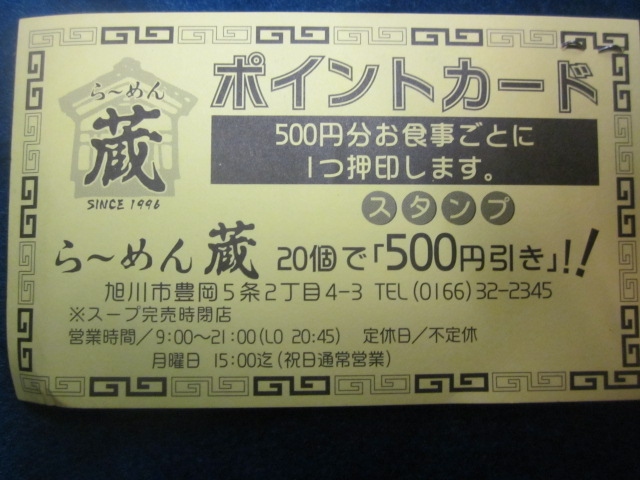 ら〜めん
蔵
SINCE 1996
ポイントカード
500円分お食事ごとに
1つ押印します。
スタンプ
ら〜めん 蔵 20個で「500円引き」!!
旭川市豊岡5条2丁目4-3 TEL(0166)32-2345
※スープ完売時閉店
営業時間／9:00〜21:00(LO 20:45) 定休日／不定休
月曜日 15:00迄(祝日通常営業)